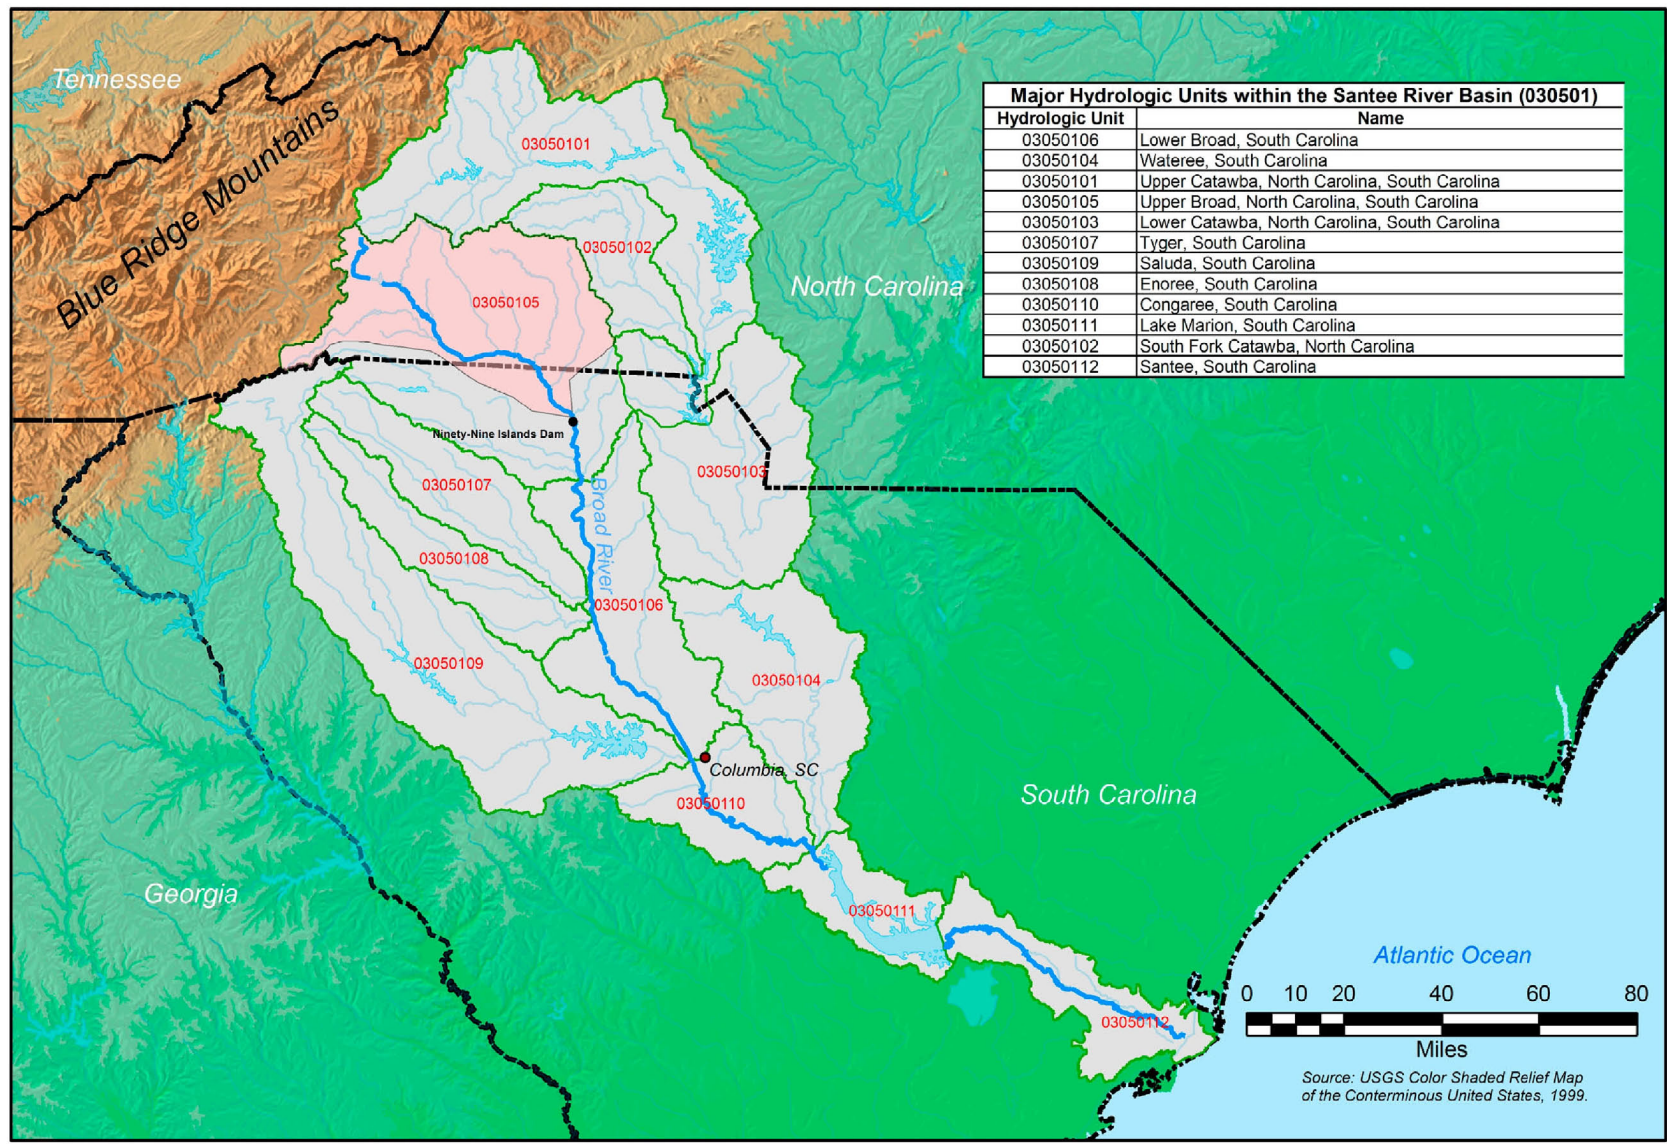 Tennessee
Blue Ridge Mountains
Major Hydrologic Units within the Santee River Basin (030501)
Hydrologic Unit Name
03050106 Lower Broad, South Carolina
03050104 Wateree, South Carolina
03050101 Upper Catawba, North Carolina, South Carolina
03050105 Upper Broad, North Carolina, South Carolina
03050103 Lower Catawba, North Carolina, South Carolina
03050107 Tyger, South Carolina
03050109 Saluda, South Carolina
03050108 Enoree, South Carolina
03050110 Congaree, South Carolina
03050111 Lake Marion, South Carolina
03050102 South Fork Catawba, North Carolina
03050112 Santee, South Carolina
03050101
03050102
North Carolina
03050105
Ninety-Nine Islands Dam
03050103
03050107
Broad River
03050108
03050106
03050109
03050104
Columbia, SC
03050110
South Carolina
Georgia
03050111
Atlantic Ocean
03050112
0 10 20 40 60 80
Miles
Source: USGS Color Shaded Relief Map
of the Conterminous United States, 1999.